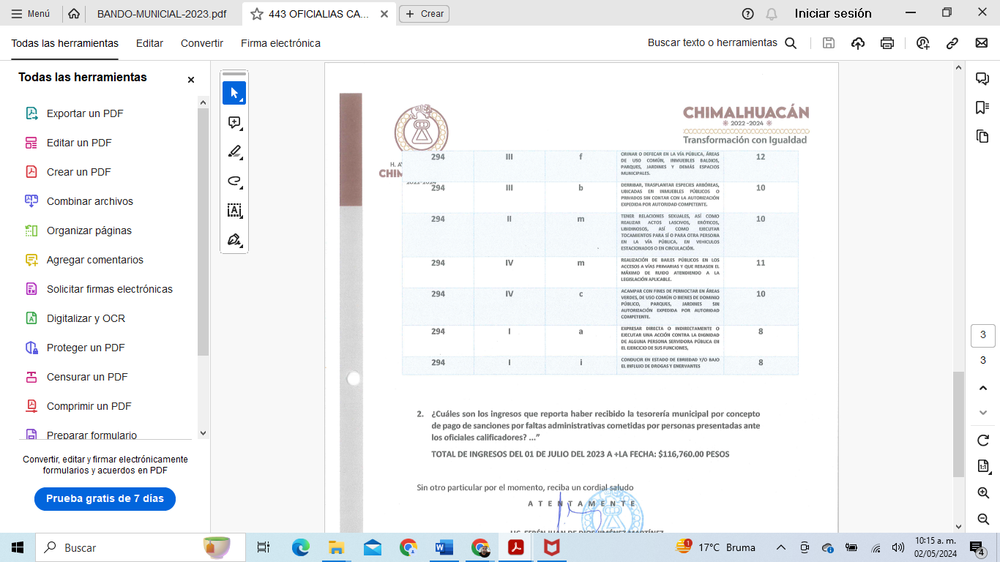 Menú
BANDO-MUNICIAL-2023.pdf
443 OFICIALIAS CA...
Crear
Iniciar sesión
Todas las herramientas
Editar
Convertir
Firma electrónica
Buscar texto o herramientas
Todas las herramientas
Exportar un PDF
Editar un PDF
Crear un PDF
Combinar archivos
Organizar páginas
Agregar comentarios
Solicitar firmas electrónicas
Digitalizar y OCR
Proteger un PDF
Censurar un PDF
Comprimir un PDF
Preparar formulario
Convertir, editar y firmar electrónicamente
formularios y acuerdos en PDF
Prueba gratis de 7 días
CHIMALHUACÁN
2022-2024
Transformación con Igualdad
H. A
CHIM
2022-2024
294 III f ORINAR O DEFECAR EN LA VÍA PÚBLICA, ÁREAS 12
DE USO COMÚN, INMUEBLES BALDIOS,
PARQUES, JARDINES Y DEMÁS ESPACIOS
MUNICIPALES.
294 III b DERRIBAR, TRASPLANTAR ESPECIES ARBÓREAS, 10
UBICADAS EN INMUEBLES PÚBLICOS O
PRIVADOS SIN CONTAR CON LA AUTORIZACIÓN
EXPEDIDA POR AUTORIDAD COMPETENTE.
294 II m TENER RELACIONES SEXUALES, ASÍ COMO 10
REALIZAR ACTOS LASCIVOS, ERÓTICOS,
LIBIDINOSOS, ASÍ COMO EJECUTAR
TOCAMIENTOS PARA SÍ O PARA OTRA PERSONA
EN LA VÍA PÚBLICA, EN VEHICULOS
ESTACIONADOS O EN CIRCULACIÓN.
294 IV m REALIZACIÓN DE BAILES PÚBLICOS EN LOS 11
ACCESOS A VÍAS PRIMARIAS Y QUE REBASEN EL
MÁXIMO DE RUIDO ATENDIENDO A LA
LEGISLACIÓN APLICABLE.
294 IV c ACAMPAR CON FINES DE PERNOCTAR EN ÁREAS 10
VERDES, DE USO COMÚN O BIENES DE DOMINIO
PÚBLICO, PARQUES, JARDINES SIN
AUTORIZACIÓN EXPEDIDA POR AUTORIDAD
COMPETENTE.
294 I a EXPRESAR DIRECTA O INDIRECTAMENTE O 8
EJECUTAR UNA ACCIÓN CONTRA LA DIGNIDAD
DE ALGUNA PERSONA SERVIDORA PÚBLICA EN
EL EJERCICIO DE SUS FUNCIONES,
294 I i CONDUCIR EN ESTADO DE EBRIEDAD Y/O BAJO 8
EL INFLUJO DE DROGAS Y ENERVANTES
2. ¿Cuáles son los ingresos que reporta haber recibido la tesorería municipal por concepto
de pago de sanciones por faltas administrativas cometidas por personas presentadas ante
los oficiales calificadores? ..."
TOTAL DE INGRESOS DEL 01 DE JULIO DEL 2023 A +LA FECHA: $116,760.00 PESOS
Sin otro particular por el momento, reciba un cordial saludo
A T E N T A M E N T E
LIC. EFRÉN JUAN DE DIOS JIMÉNEZ MARTÍNEZ
3
3
1:1
Buscar
17°C Bruma
10:15 a. m.
02/05/2024
4